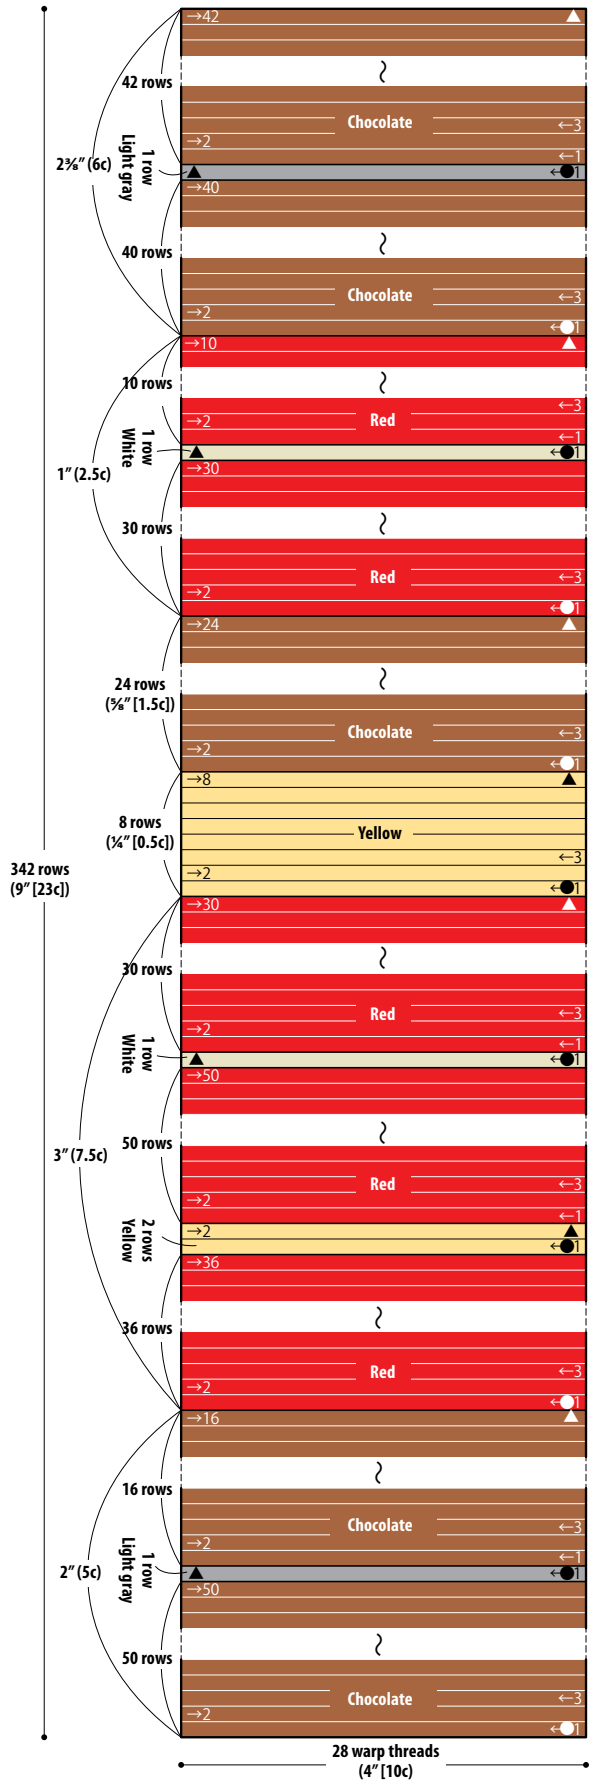 →42
42 rows
Chocolate
←3
→2
←1
2⅜" (6c)
1 row
Light gray
←1
→40
40 rows
Chocolate
←3
→2
←1
→10
10 rows
←3
Red
→2
←1
1 row
White
←1
1" (2.5c)
→30
30 rows
Red
←3
→2
←1
→24
24 rows
(⅝" [1.5c])
Chocolate
←3
→2
←1
→8
8 rows
(¼" [0.5c])
Yellow
←3
→2
←1
342 rows
(9" [23c])
→30
30 rows
Red
←3
→2
←1
1 row
White
←1
→50
50 rows
3" (7.5c)
Red
←3
→2
←1
→2
2 rows
Yellow
←1
→36
36 rows
Red
←3
→2
←1
→16
16 rows
Chocolate
←3
→2
←1
2" (5c)
1 row
Light gray
←1
→50
50 rows
Chocolate
←3
→2
←1
28 warp threads
(4" [10c)